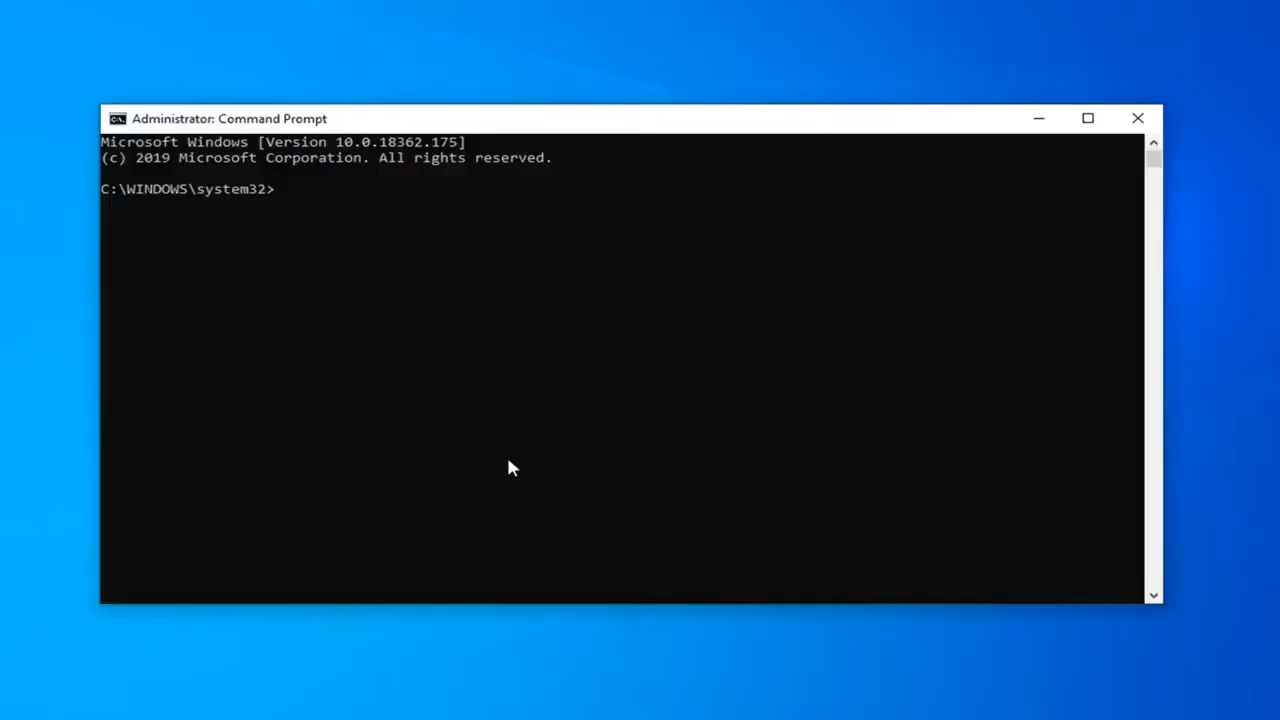 Administrator: Command Prompt
Microsoft Windows [Version 10.0.18362.175]
(c) 2019 Microsoft Corporation. All rights reserved.
C:\WINDOWS\system32>